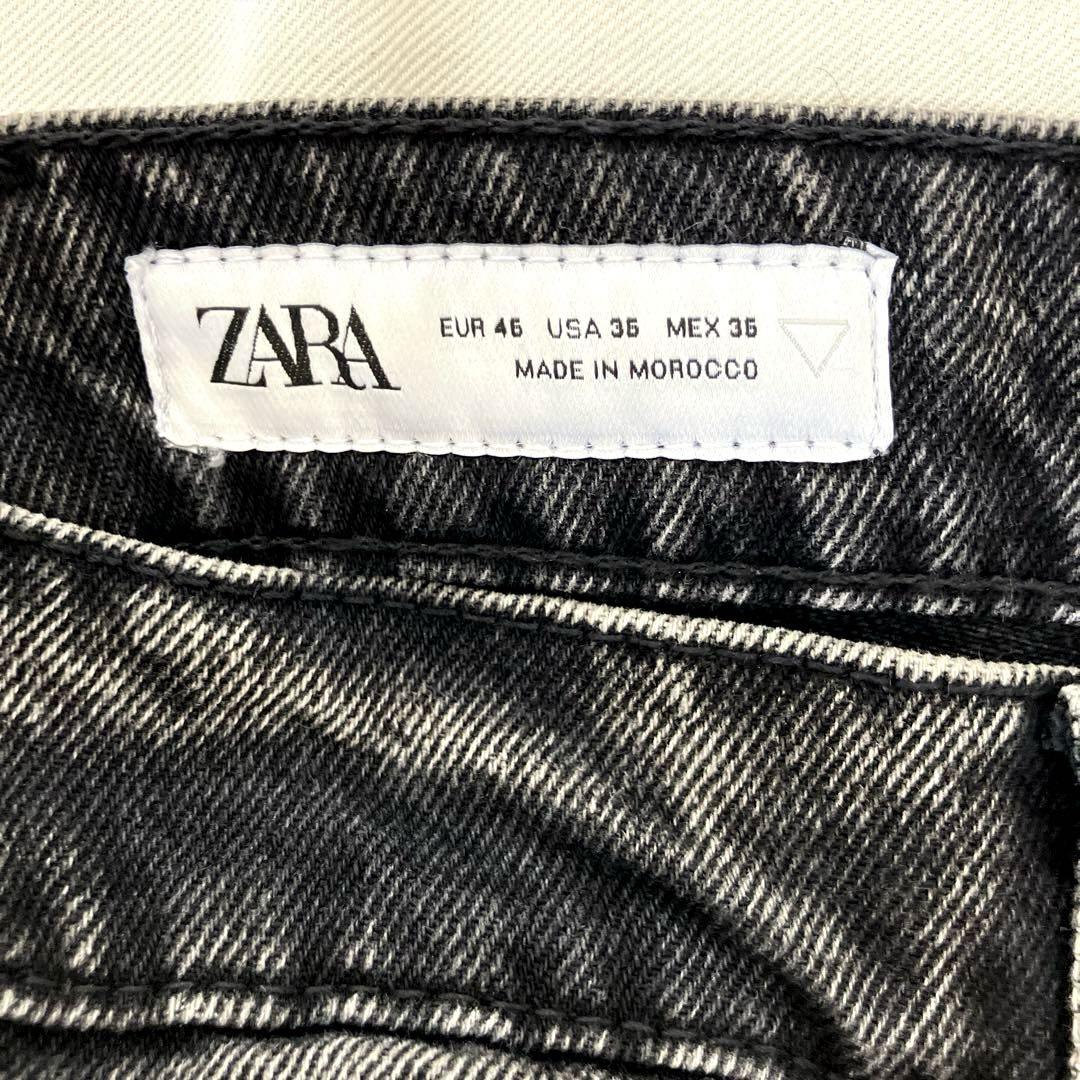 ZARA
EUR 46 USA 36 MEX 36
MADE IN MOROCCO